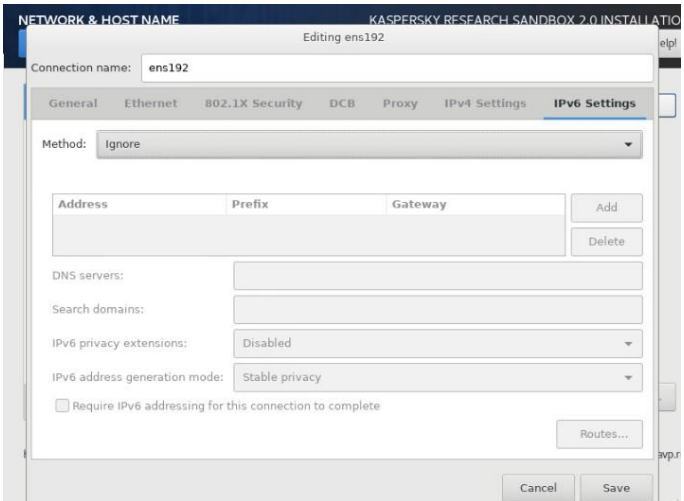 NETWORK & HOST NAME
KASPERSKY RESEARCH SANDBOX 2.0 INSTALLATIO
Editing ens192
elp!
Connection name: ens192
General Ethernet 802.1X Security DCB Proxy IPv4 Settings IPv6 Settings
Method: Ignore
Address Prefix Gateway
Add
Delete
DNS servers:
Search domains:
IPv6 privacy extensions: Disabled
IPv6 address generation mode: Stable privacy
Require IPv6 addressing for this connection to complete
Routes...
avp.r
Cancel Save